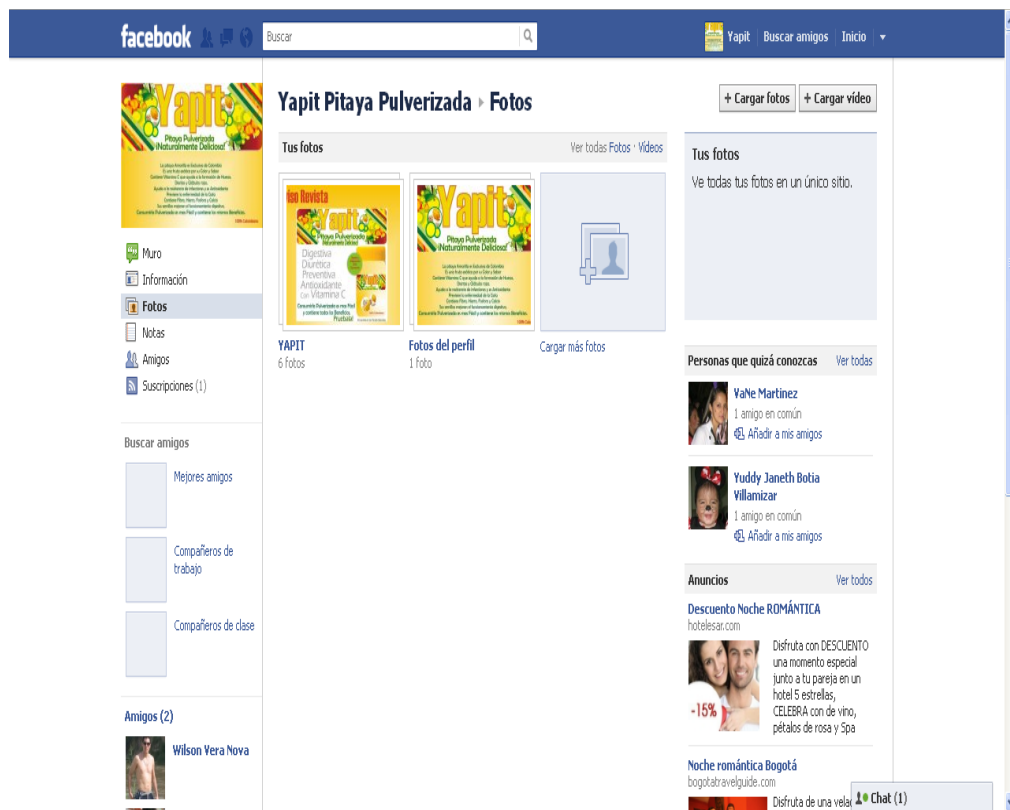 facebook
Buscar
Yapit
Buscar amigos
Inicio
Yapit
Pitaya Pulverizada
¡Naturalmente Deliciosa!
Yapit Pitaya Pulverizada ▸ Fotos
+ Cargar fotos
+ Cargar vídeo
Muro
Información
Fotos
Notas
Amigos
Suscripciones (1)
Buscar amigos
Mejores amigos
Compañeros de
trabajo
Compañeros de clase
Amigos (2)
Wilson Vera Nova
Tus fotos
Ver todas Fotos · Vídeos
Revista
Yapit
Pitaya Pulverizada
¡Naturalmente Deliciosa!
Digestiva
Diurética
Preventiva
Antioxidante
Con Vitamina C
Pruébala!
YAPIT
6 fotos
Yapit
Pitaya Pulverizada
¡Naturalmente Deliciosa!
Fotos del perfil
1 foto
Cargar más fotos
Tus fotos
Ve todas tus fotos en un único sitio.
Personas que quizá conozcas
Ver todas
VaNe Martinez
1 amigo en común
Añadir a mis amigos
Yuddy Janeth Botia
Villamizar
1 amigo en común
Añadir a mis amigos
Anuncios
Ver todos
Descuento Noche ROMÁNTICA
hotelesar.com
-15%
Disfruta con DESCUENTO
una momento especial
junto a tu pareja en un
hotel 5 estrellas,
CELEBRA con de vino,
pétalos de rosa y Spa
Noche romántica Bogotá
bogotatravelguide.com
Disfruta de una
Chat (1)